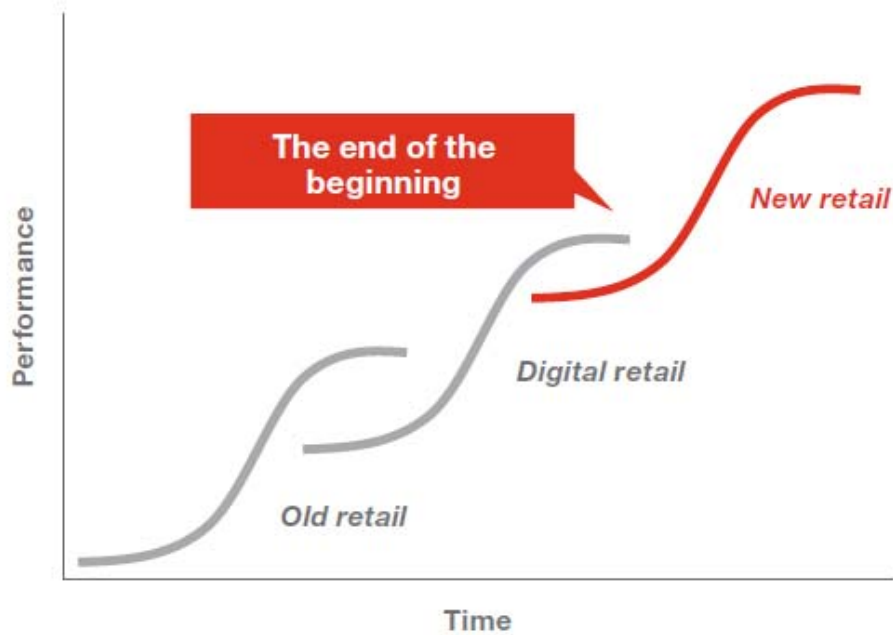 The end of the
beginning
New retail
Performance
Digital retail
Old retail
Time